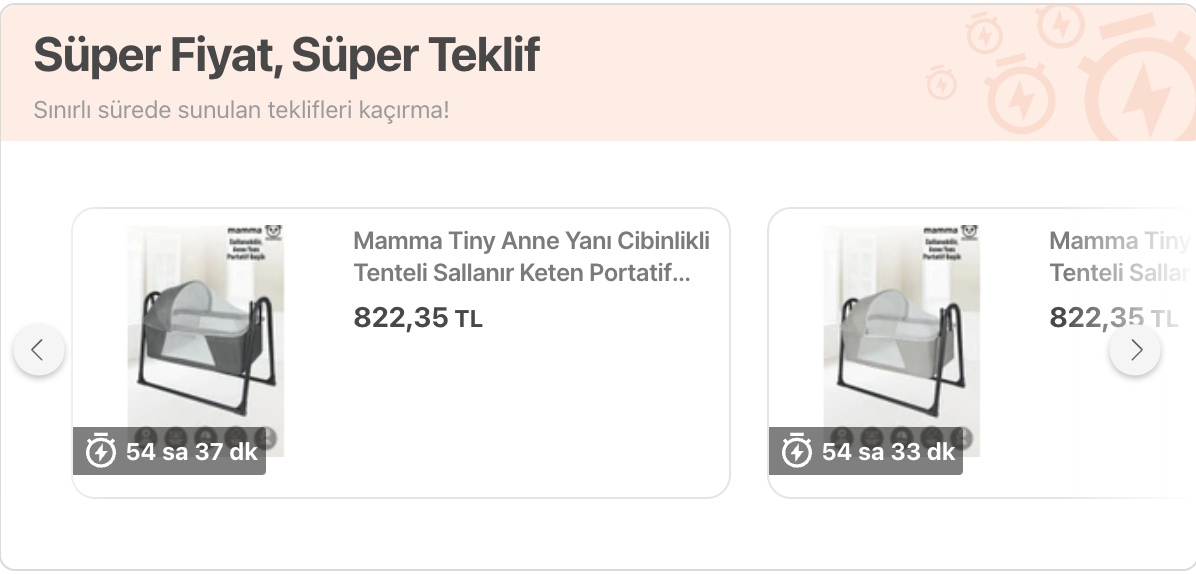 Süper Fiyat, Süper Teklif
Sınırlı sürede sunulan teklifleri kaçırma!
mamma
Sallanabilir,
Anne Yanı
Portatif Beşik
Mamma Tiny Anne Yanı Cibinlikli
Tenteli Sallanır Keten Portatif...
822,35 TL
54 sa 37 dk
mamma
Sallanabilir,
Anne Yanı
Portatif Beşik
Mamma Tiny
Tenteli Sallar
822,35 TL
54 sa 33 dk